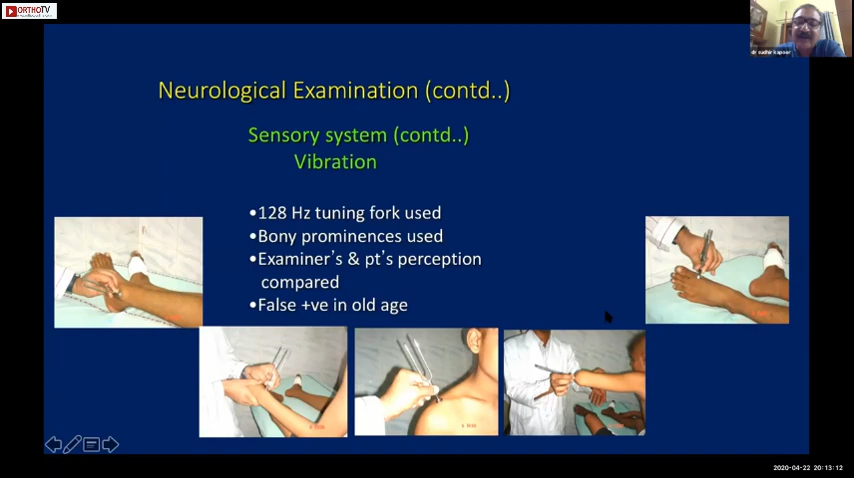 ORTHOTV
dr sudhir kapoor
Neurological Examination (contd..)
Sensory system (contd..)
Vibration
•128 Hz tuning fork used
•Bony prominences used
•Examiner's & pt's perception
compared
•False +ve in old age
2020-04-22 20:13:12